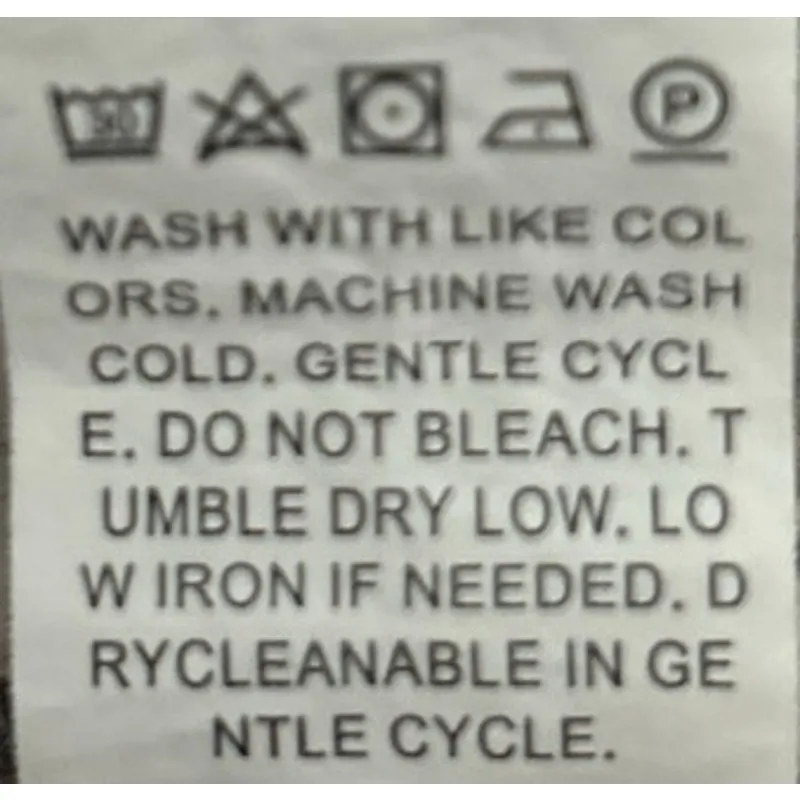 30
P
WASH WITH LIKE COL
ORS. MACHINE WASH
COLD. GENTLE CYCL
E. DO NOT BLEACH. T
UMBLE DRY LOW. LO
W IRON IF NEEDED. D
RYCLEANABLE IN GE
NTLE CYCLE.